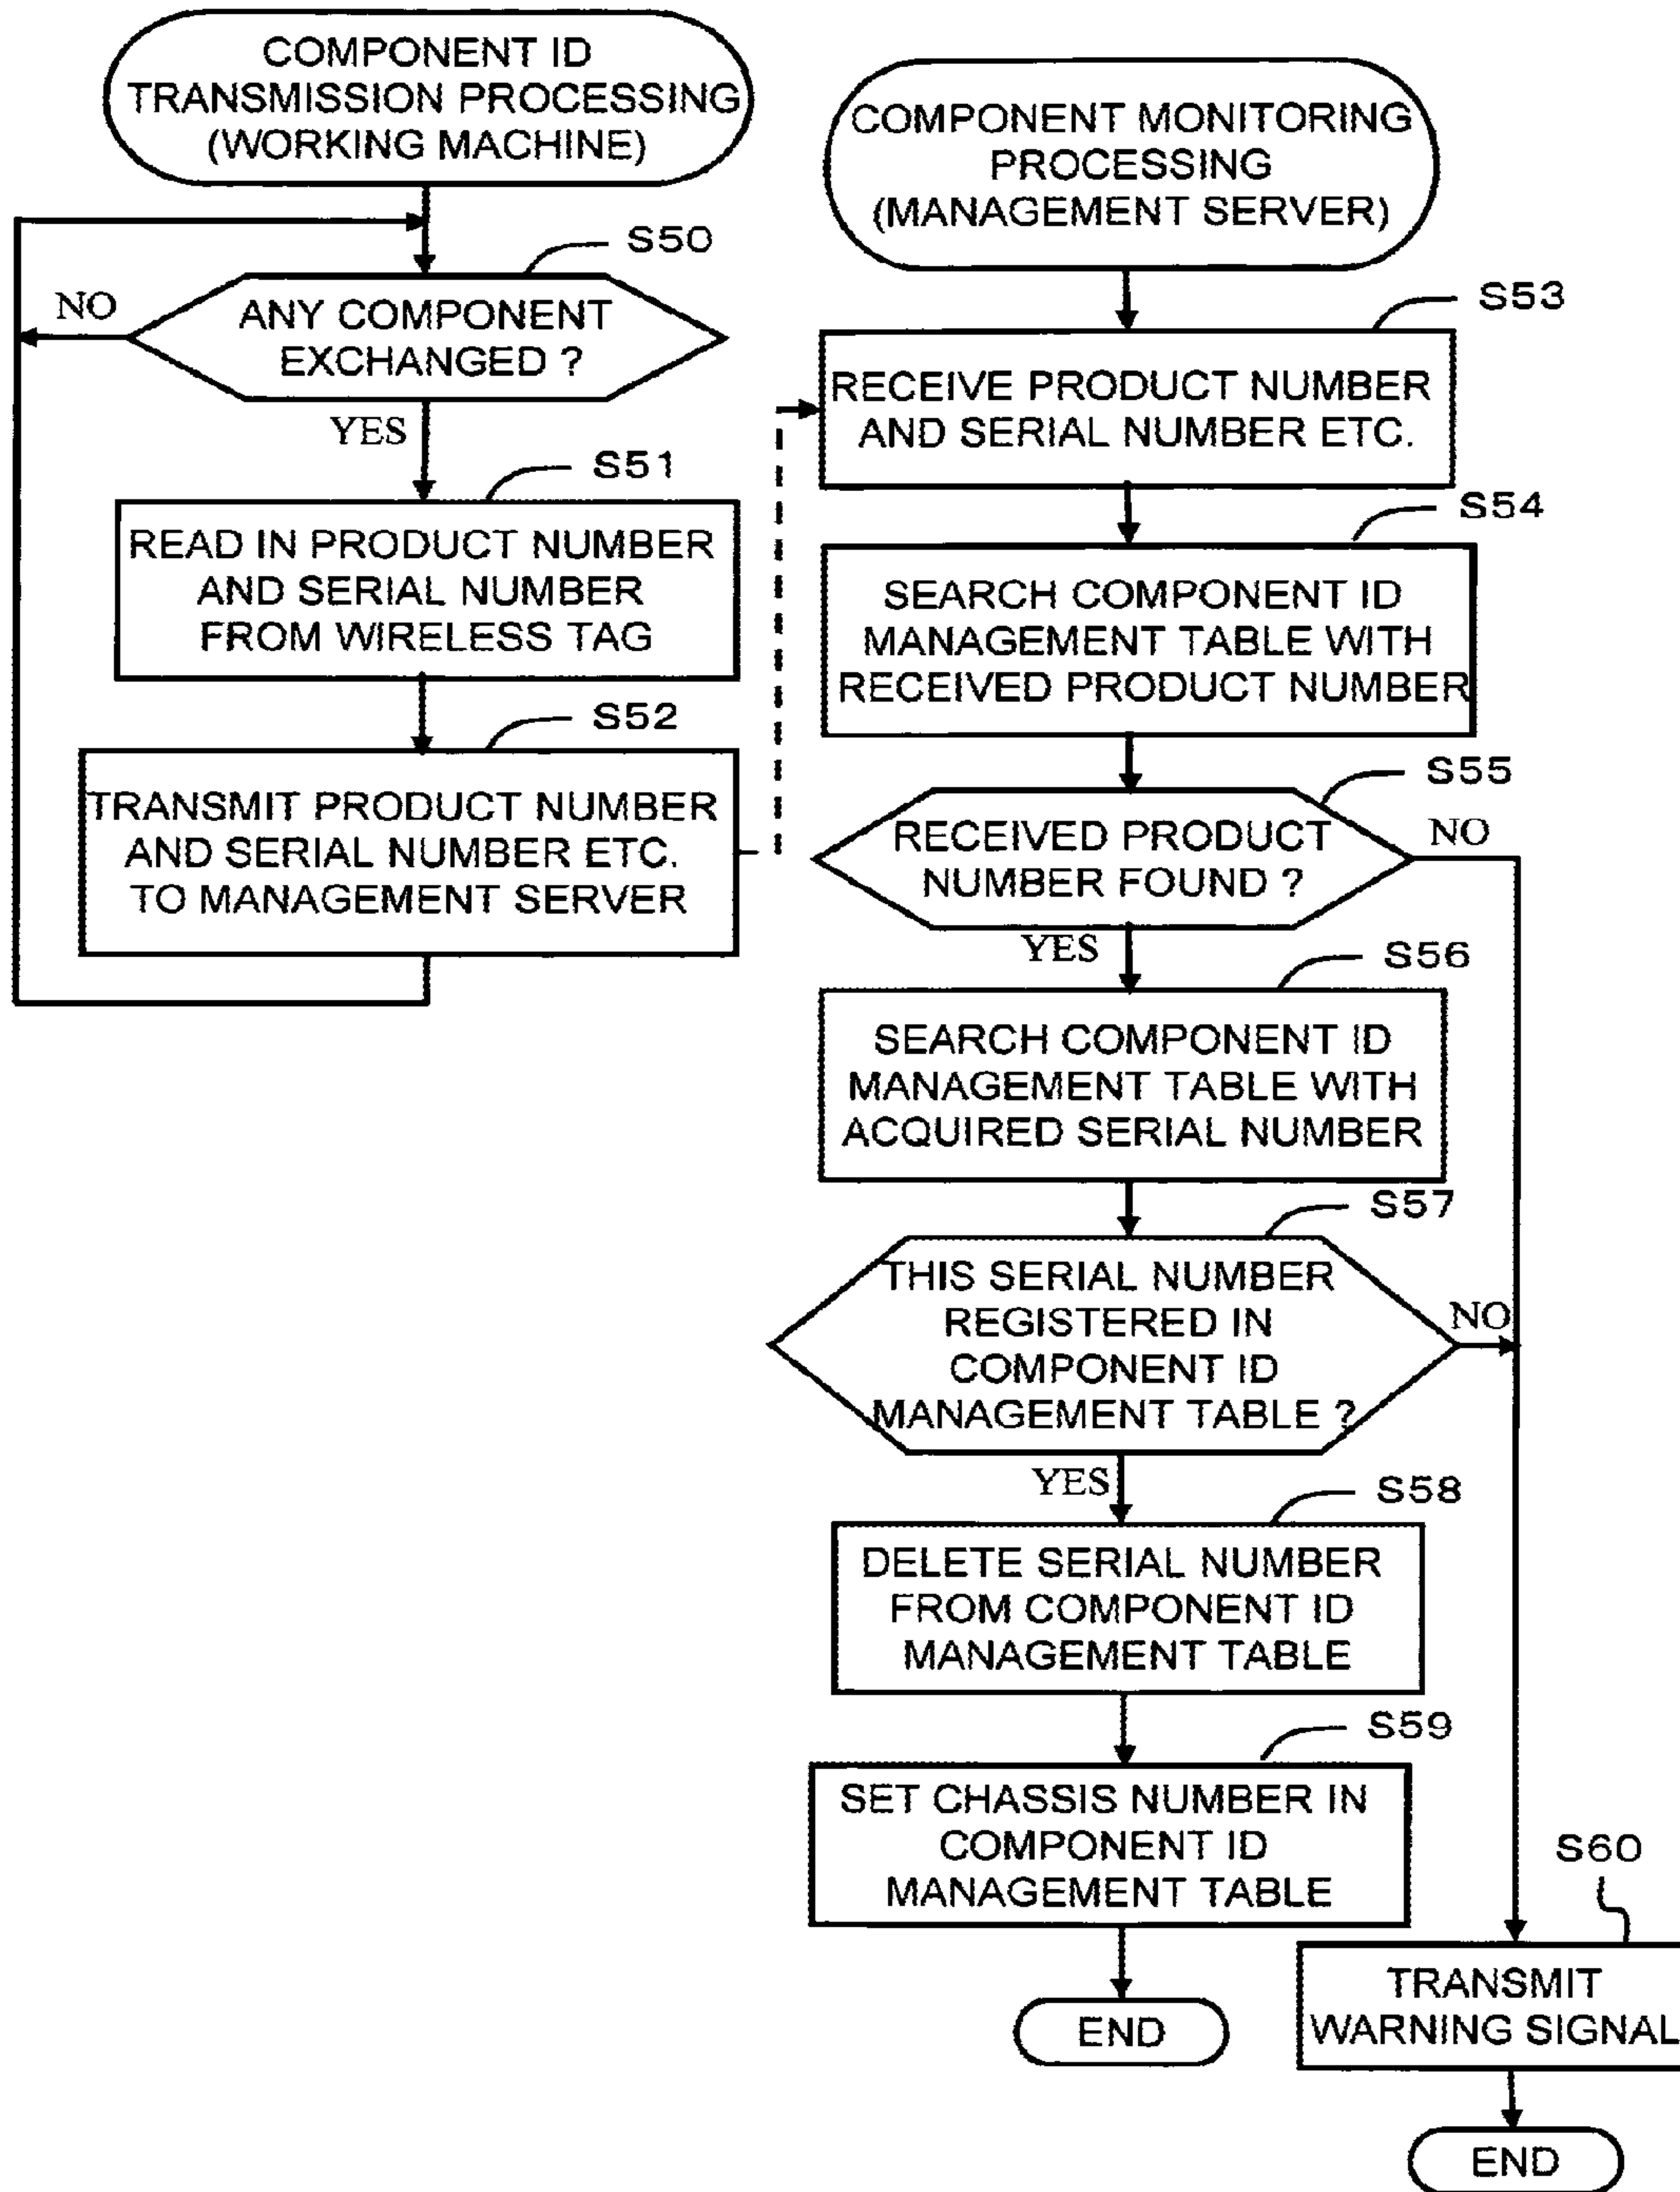 COMPONENT ID
TRANSMISSION PROCESSING
(WORKING MACHINE)
S50
NO
ANY COMPONENT
EXCHANGED ?
YES
S51
READ IN PRODUCT NUMBER
AND SERIAL NUMBER
FROM WIRELESS TAG
S52
TRANSMIT PRODUCT NUMBER
AND SERIAL NUMBER ETC.
TO MANAGEMENT SERVER
COMPONENT MONITORING
PROCESSING
(MANAGEMENT SERVER)
S53
RECEIVE PRODUCT NUMBER
AND SERIAL NUMBER ETC.
S54
SEARCH COMPONENT ID
MANAGEMENT TABLE WITH
RECEIVED PRODUCT NUMBER
S55
RECEIVED PRODUCT
NUMBER FOUND ?
NO
YES
S56
SEARCH COMPONENT ID
MANAGEMENT TABLE WITH
ACQUIRED SERIAL NUMBER
S57
THIS SERIAL NUMBER
REGISTERED IN
COMPONENT ID
MANAGEMENT TABLE ?
NO
YES
S58
DELETE SERIAL NUMBER
FROM COMPONENT ID
MANAGEMENT TABLE
S59
SET CHASSIS NUMBER IN
COMPONENT ID
MANAGEMENT TABLE
END
S60
TRANSMIT
WARNING SIGNAL
END